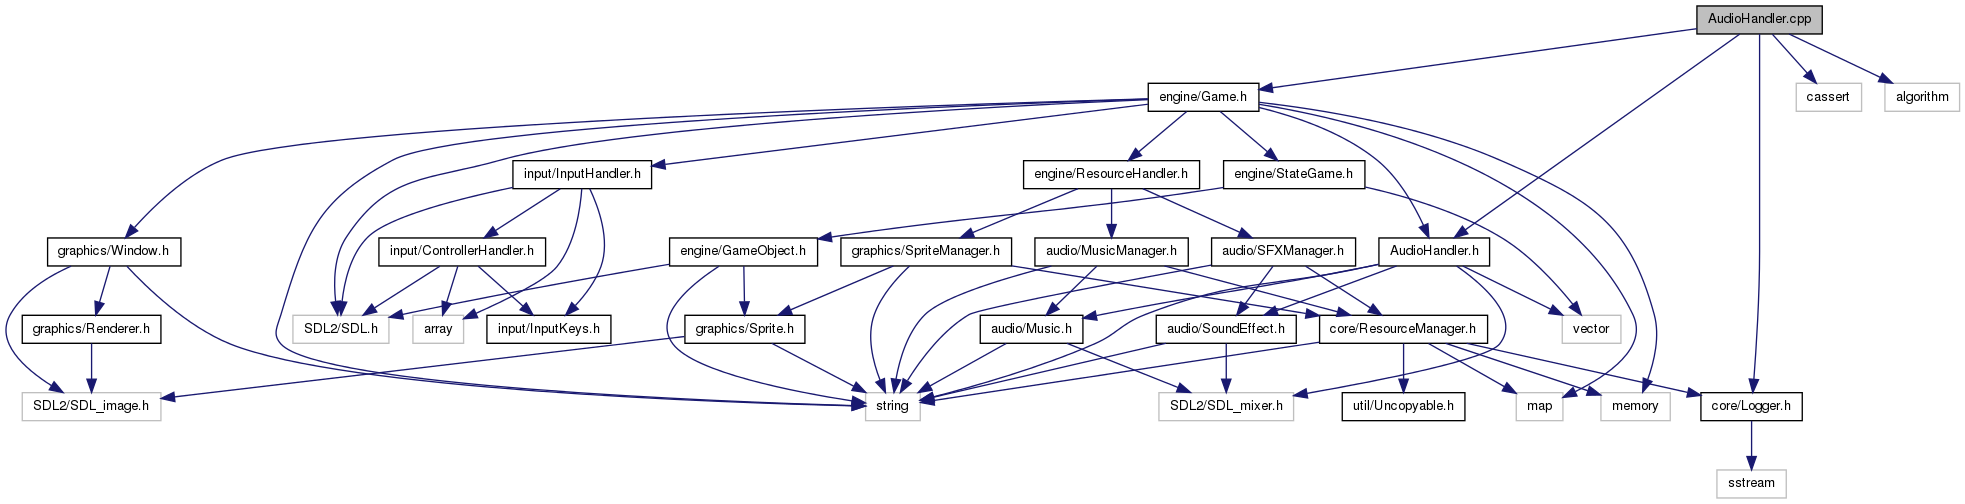 AudioHandler.cpp
engine/Game.h
cassert
algorithm
input/InputHandler.h
engine/ResourceHandler.h
engine/StateGame.h
graphics/Window.h
input/ControllerHandler.h
engine/GameObject.h
graphics/SpriteManager.h
audio/MusicManager.h
audio/SFXManager.h
AudioHandler.h
graphics/Renderer.h
SDL2/SDL.h
array
input/InputKeys.h
graphics/Sprite.h
audio/Music.h
audio/SoundEffect.h
core/ResourceManager.h
vector
SDL2/SDL_image.h
string
SDL2/SDL_mixer.h
util/Uncopyable.h
map
memory
core/Logger.h
sstream